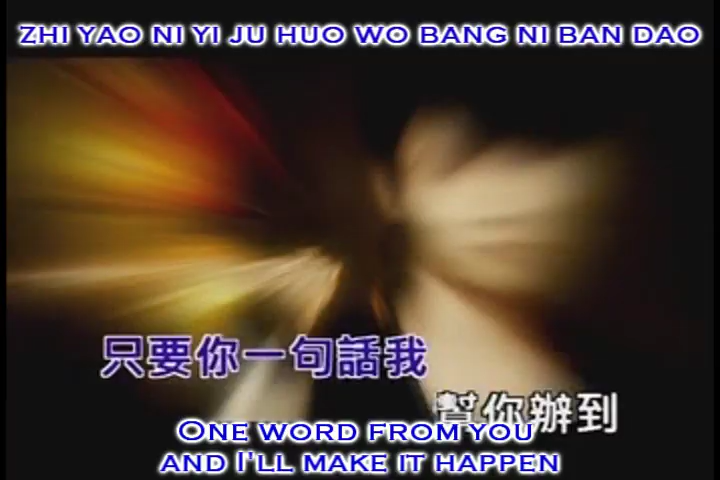 ZHI YAO NI YI JU HUO WO BANG NI BAN DAO
只要你一句話我
幫你辦到
ONE WORD FROM YOU
AND I'LL MAKE IT HAPPEN